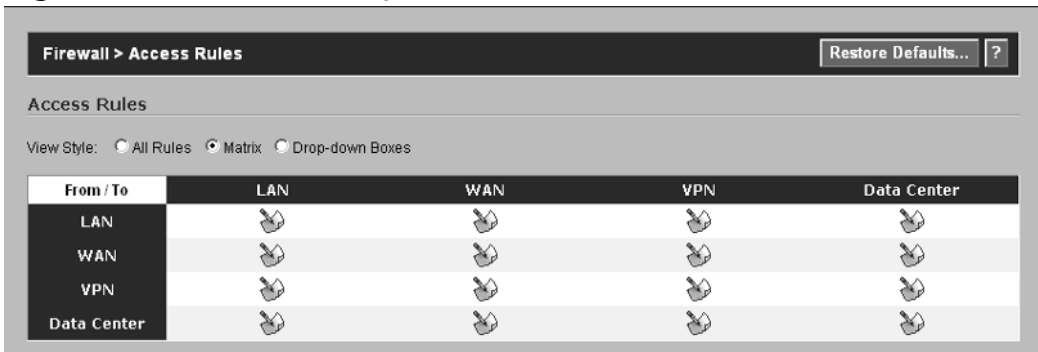 Firewall > Access Rules Restore Defaults... ?
Access Rules
View Style: All Rules Matrix Drop-down Boxes
From / To LAN WAN VPN Data Center
LAN
WAN
VPN
Data Center